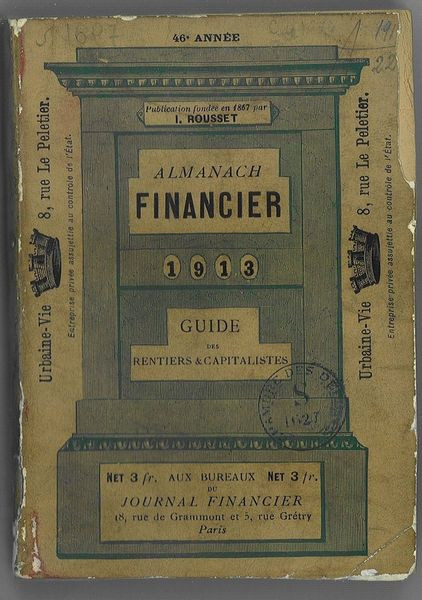 46e ANNÉE
Publication fondée en 1867 par
I. ROUSSET
ALMANACH
FINANCIER
1913
GUIDE
DES
RENTIERS & CAPITALISTES
NET 3 fr. AUX BUREAUX NET 3 fr.
DU
JOURNAL FINANCIER
18, rue de Grammont et 5, rue Grétry
Paris
Urbaine-Vie 8, rue Le Peletier.
Entreprise privée assujettie au contrôle de l'État.
Urbaine-Vie 8, rue Le Peletier.
Entreprise privée assujettie au contrôle de l'État.
19
22